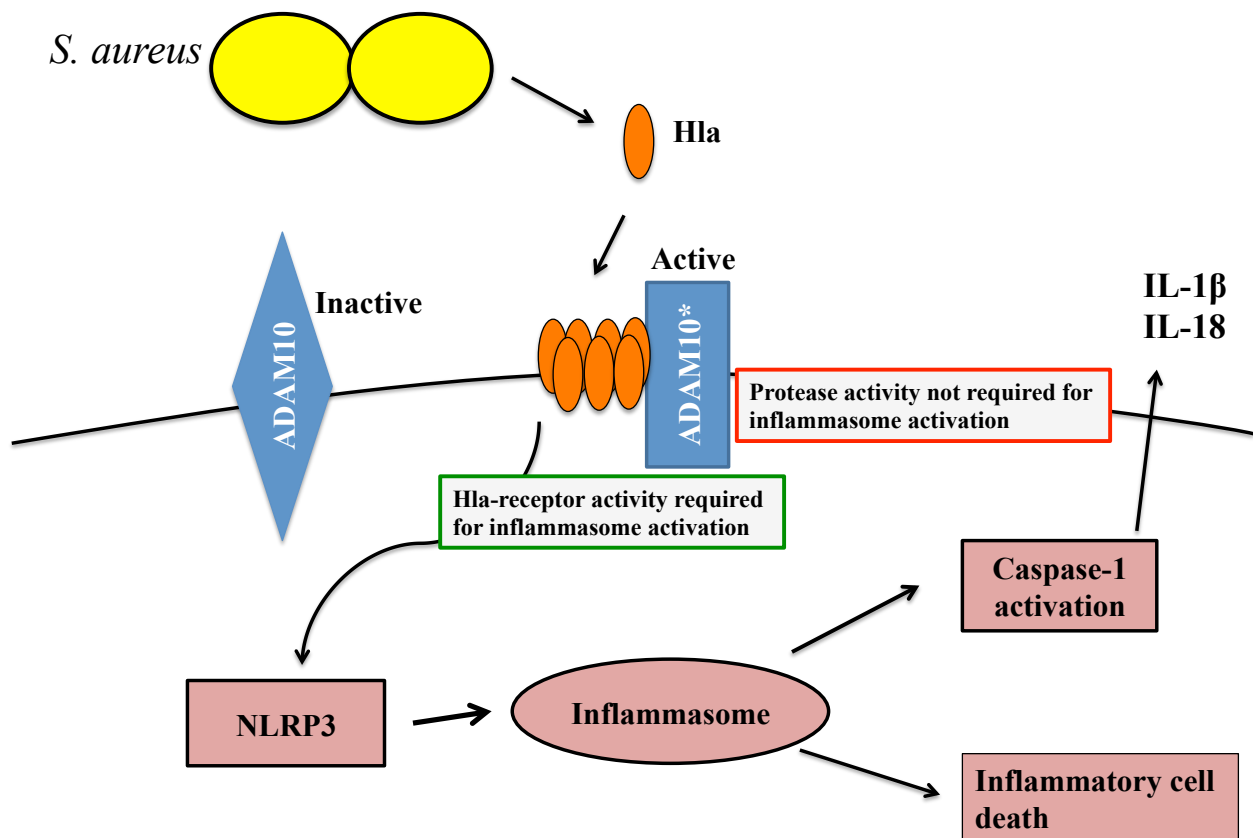 S. aureus
Hla
Active
Inactive
ADAM10
ADAM10*
IL-1β
IL-18
Protease activity not required for
inflammasome activation
Hla-receptor activity required
for inflammasome activation
Caspase-1
activation
NLRP3
Inflammasome
Inflammatory cell
death